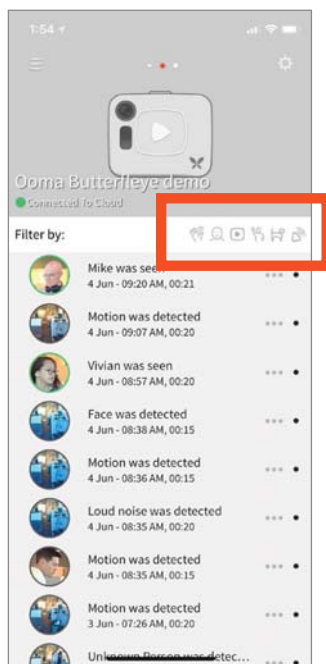 1:54
Ooma Butterfleye demo
Connected To Cloud
Filter by:
Mike was seen
4 Jun - 09:20 AM, 00:21
Motion was detected
4 Jun - 09:07 AM, 00:20
Vivian was seen
4 Jun - 08:57 AM, 00:20
Face was detected
4 Jun - 08:38 AM, 00:15
Motion was detected
4 Jun - 08:36 AM, 00:15
Loud noise was detected
4 Jun - 08:35 AM, 00:20
Motion was detected
4 Jun - 08:35 AM, 00:15
Motion was detected
3 Jun - 07:26 AM, 00:20
Unknown Person was detec...